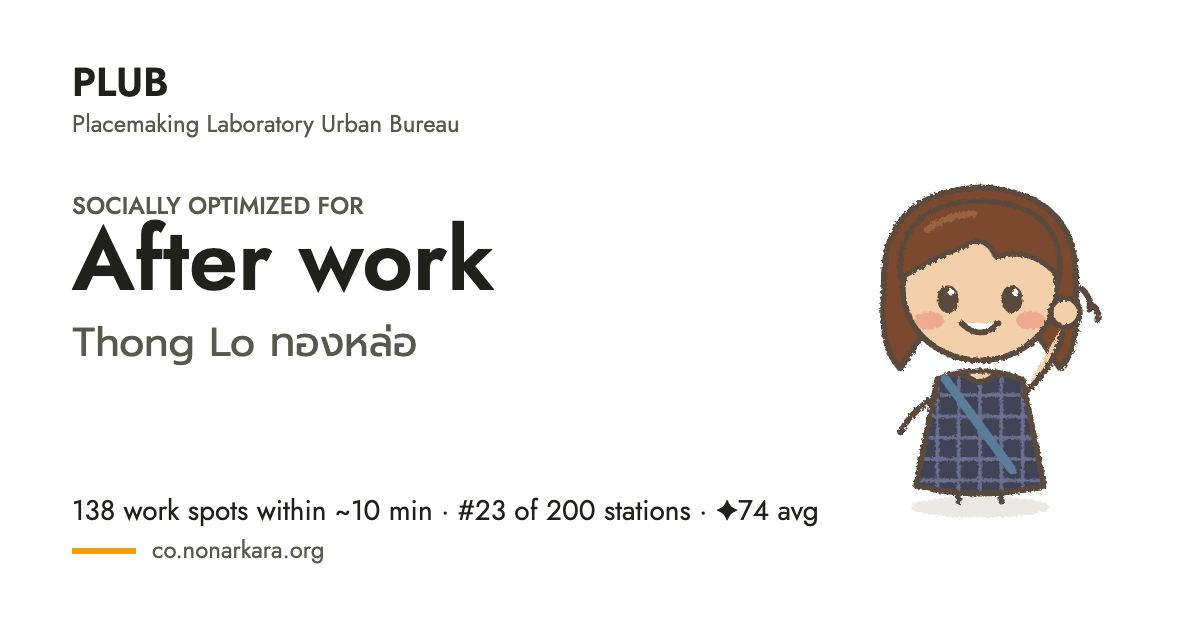 PLUB
Placemaking Laboratory Urban Bureau
SOCIALLY OPTIMIZED FOR
After work
Thong Lo ทองหล่อ
138 work spots within ~10 min · #23 of 200 stations · ✦74 avg
co.nonarkara.org